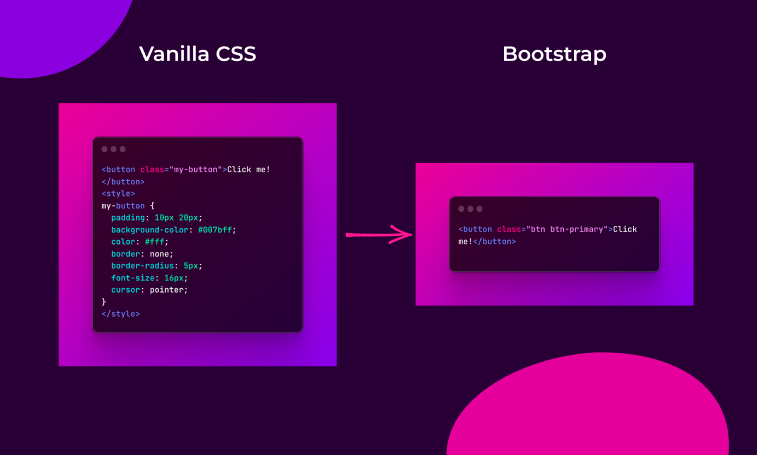 Vanilla CSS
<button class="my-button">Click me!
</button>
<style>
my-button {
  padding: 10px 20px;
  background-color: #007bff;
  color: #fff;
  border: none;
  border-radius: 5px;
  font-size: 16px;
  cursor: pointer;
}
</style>
Bootstrap
<button class="btn btn-primary">Click
me!</button>